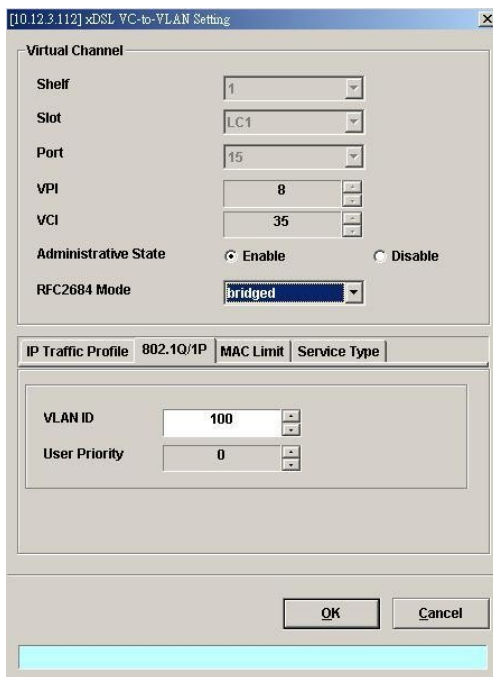 [10.12.3.112] xDSL VC-to-VLAN Setting
Virtual Channel
Shelf 1
Slot LC1
Port 15
VPI 8
VCI 35
Administrative State Enable Disable
RFC2684 Mode bridged
IP Traffic Profile 802.1Q/1P MAC Limit Service Type
VLAN ID 100
User Priority 0
OK Cancel